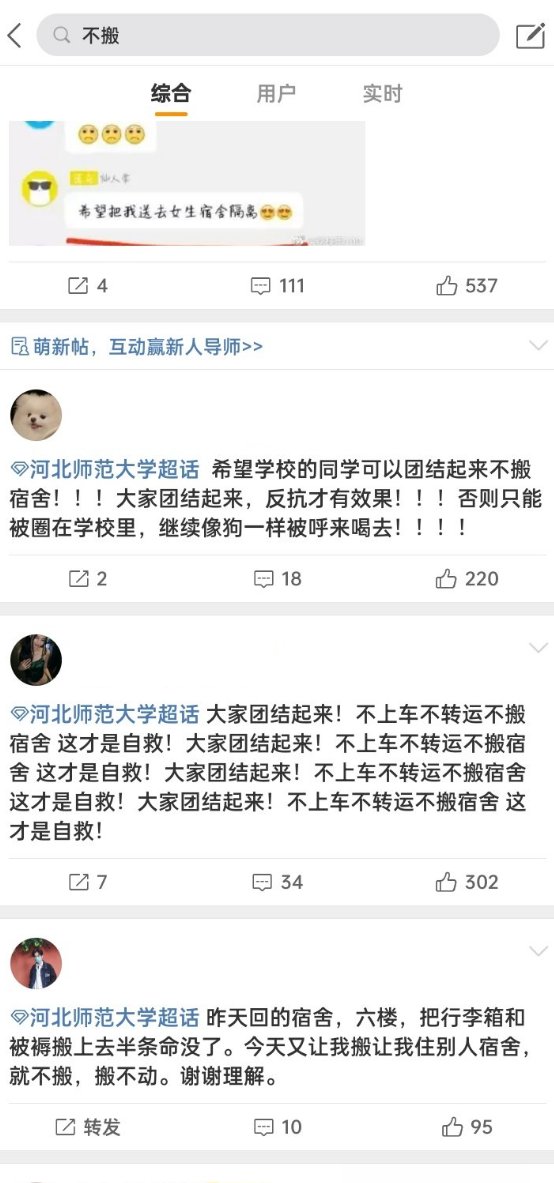 不搬
综合 用户 实时
仙人掌
希望把我送去女生宿舍隔离
4 111 537
萌新帖，互动赢新人导师>>
河北师范大学超话 希望学校的同学可以团结起来不搬
宿舍！！！大家团结起来，反抗才有效果！！！否则只能
被圈在学校里，继续像狗一样被呼来喝去！！！！
2 18 220
河北师范大学超话 大家团结起来！不上车不转运不搬
宿舍 这才是自救！大家团结起来！不上车不转运不搬宿
舍 这才是自救！大家团结起来！不上车不转运不搬宿舍
这才是自救！大家团结起来！不上车不转运不搬宿舍 这
才是自救！
7 34 302
河北师范大学超话 昨天回的宿舍，六楼，把行李箱和
被褥搬上去半条命没了。今天又让我搬让我住别人宿舍，
就不搬，搬不动。谢谢理解。
转发 10 95